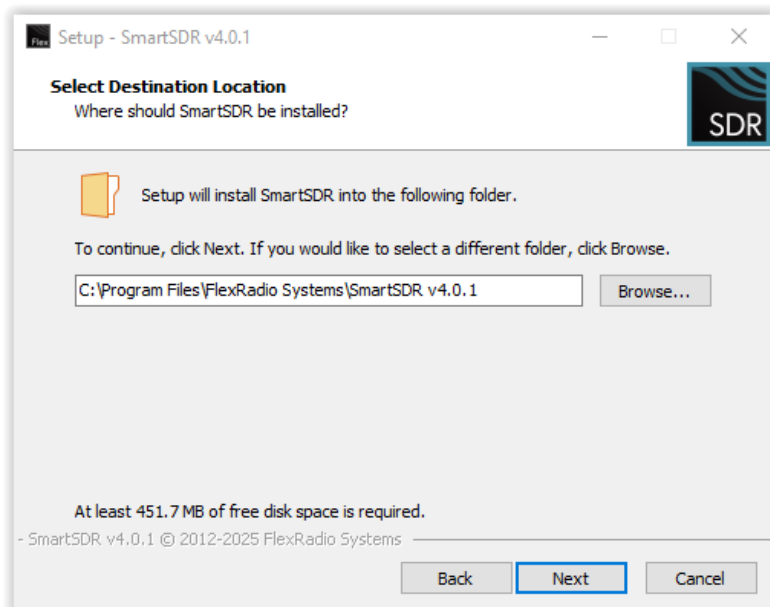 Flex
Setup - SmartSDR v4.0.1
Select Destination Location
Where should SmartSDR be installed?
SDR
Setup will install SmartSDR into the following folder.
To continue, click Next. If you would like to select a different folder, click Browse.
C:\Program Files\FlexRadio Systems\SmartSDR v4.0.1
Browse...
At least 451.7 MB of free disk space is required.
- SmartSDR v4.0.1 © 2012-2025 FlexRadio Systems
Back
Next
Cancel